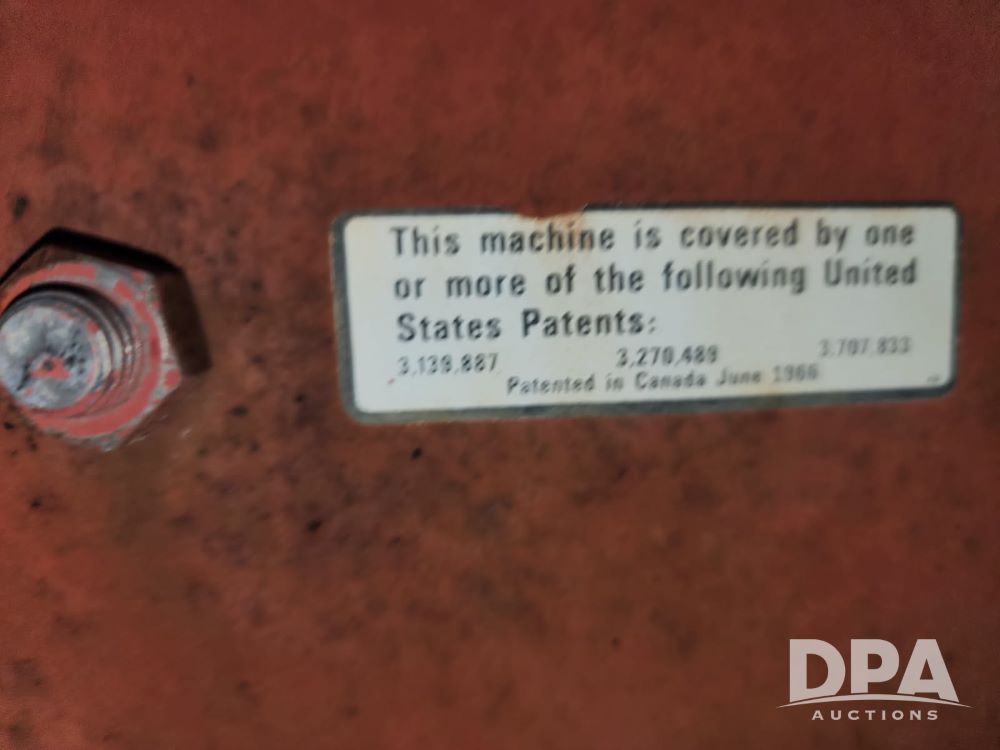 This machine is covered by one
or more of the following United
States Patents:
3,139,887 3,270,489 3,707,833
Patented in Canada June 1966
DPA
AUCTIONS